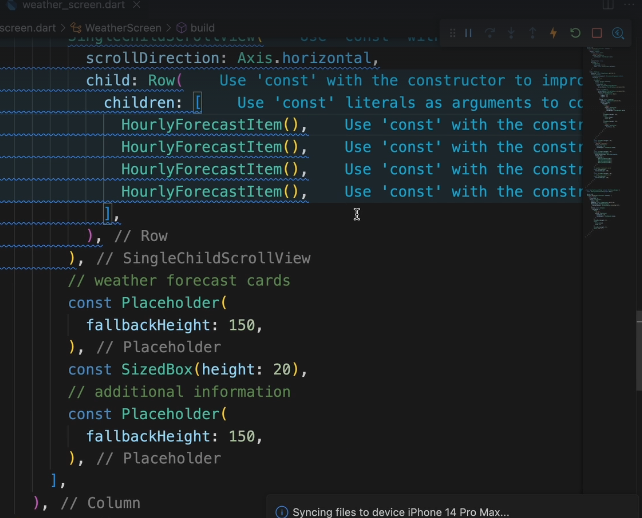 weather_screen.dart
screen.dart > WeatherScreen > build
SingleChildScrollView( Use 'const' with
scrollDirection: Axis.horizontal,
child: Row( Use 'const' with the constructor to impro
children: [ Use 'const' literals as arguments to co
HourlyForecastItem(), Use 'const' with the constr
HourlyForecastItem(), Use 'const' with the constr
HourlyForecastItem(), Use 'const' with the constr
HourlyForecastItem(), Use 'const' with the constr
],
), // Row
), // SingleChildScrollView
// weather forecast cards
const Placeholder(
fallbackHeight: 150,
), // Placeholder
const SizedBox(height: 20),
// additional information
const Placeholder(
fallbackHeight: 150,
), // Placeholder
],
), // Column
Syncing files to device iPhone 14 Pro Max...